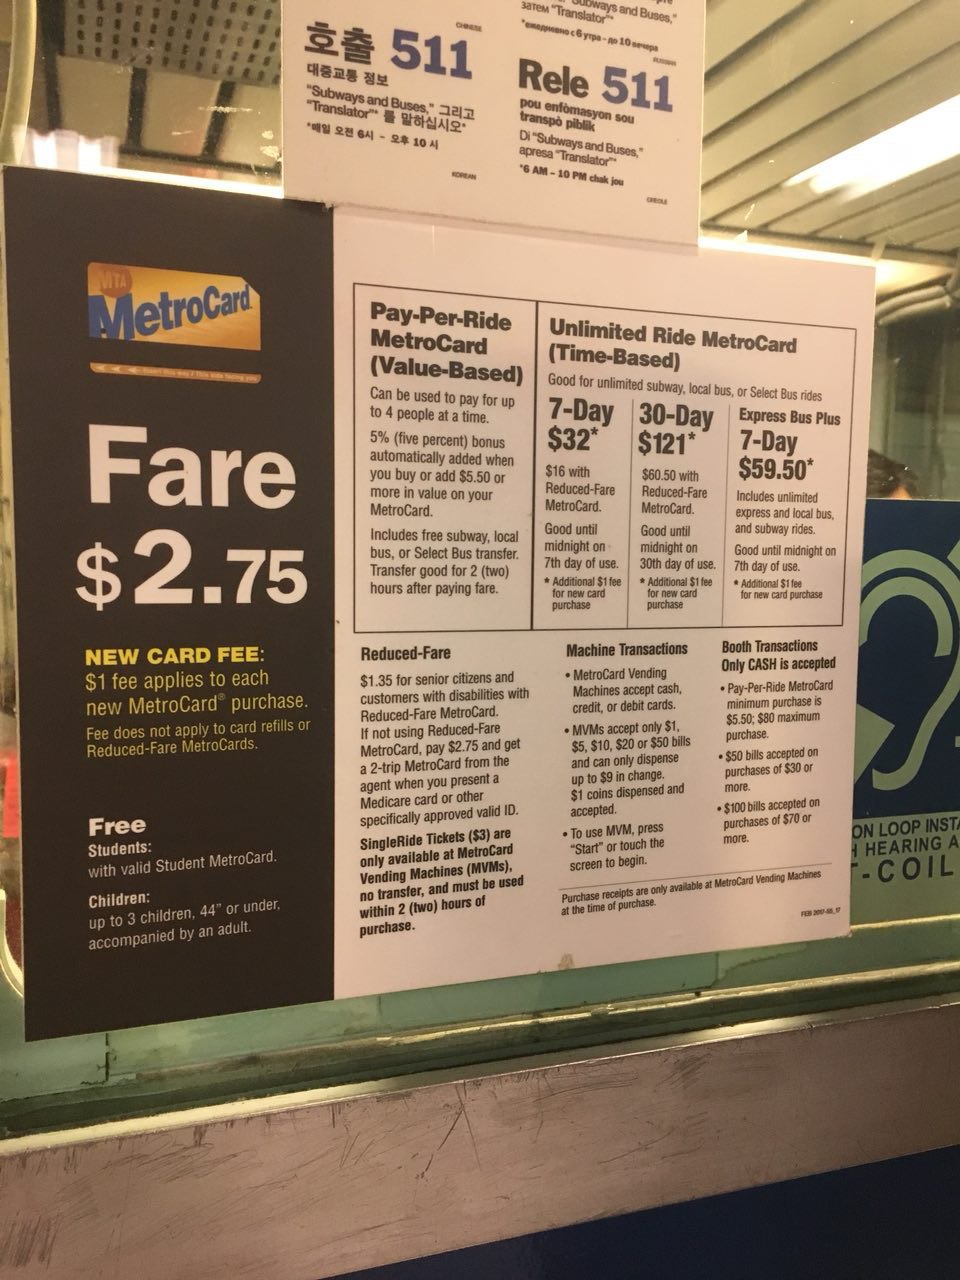 затем "Translator"*
"Subways and Buses,"
*ежедневно с 6 утра – до 10 вечера
RUSSIAN
CHINESE
호출 511
대중교통 정보
"Subways and Buses," 그리고
"Translator"* 를 말하십시오*
*매일 오전 6시 – 오후 10 시
KOREAN
Rele 511
pou enfòmasyon sou
transpò piblik
Di "Subways and Buses,"
apresa "Translator"*
*6 AM – 10 PM chak jou
CREOLE
MTA
MetroCard
Insert this way / This side facing you
Fare
$2.75
NEW CARD FEE:
$1 fee applies to each
new MetroCard® purchase.
Fee does not apply to card refills or
Reduced-Fare MetroCards.
Free
Students:
with valid Student MetroCard.
Children:
up to 3 children, 44" or under,
accompanied by an adult.
Pay-Per-Ride
MetroCard
(Value-Based)
Can be used to pay for up
to 4 people at a time.
5% (five percent) bonus
automatically added when
you buy or add $5.50 or
more in value on your
MetroCard.
Includes free subway, local
bus, or Select Bus transfer.
Transfer good for 2 (two)
hours after paying fare.
Unlimited Ride MetroCard
(Time-Based)
Good for unlimited subway, local bus, or Select Bus rides
7-Day
$32*
$16 with
Reduced-Fare
MetroCard.
Good until
midnight on
7th day of use.
* Additional $1 fee
for new card
purchase
30-Day
$121*
$60.50 with
Reduced-Fare
MetroCard.
Good until
midnight on
30th day of use.
* Additional $1 fee
for new card
purchase
Express Bus Plus
7-Day
$59.50*
Includes unlimited
express and local bus,
and subway rides.
Good until midnight on
7th day of use.
* Additional $1 fee
for new card purchase
Reduced-Fare
$1.35 for senior citizens and
customers with disabilities with
Reduced-Fare MetroCard.
If not using Reduced-Fare
MetroCard, pay $2.75 and get
a 2-trip MetroCard from the
agent when you present a
Medicare card or other
specifically approved valid ID.
SingleRide Tickets ($3) are
only available at MetroCard
Vending Machines (MVMs),
no transfer, and must be used
within 2 (two) hours of
purchase.
Machine Transactions
• MetroCard Vending
Machines accept cash,
credit, or debit cards.
• MVMs accept only $1,
$5, $10, $20 or $50 bills
and can only dispense
up to $9 in change.
$1 coins dispensed and
accepted.
• To use MVM, press
"Start" or touch the
screen to begin.
Booth Transactions
Only CASH is accepted
• Pay-Per-Ride MetroCard
minimum purchase is
$5.50; $80 maximum
purchase.
• $50 bills accepted on
purchases of $30 or
more.
• $100 bills accepted on
purchases of $70 or
more.
Purchase receipts are only available at MetroCard Vending Machines
at the time of purchase.
ON LOOP INSTA
H HEARING A
T-COIL